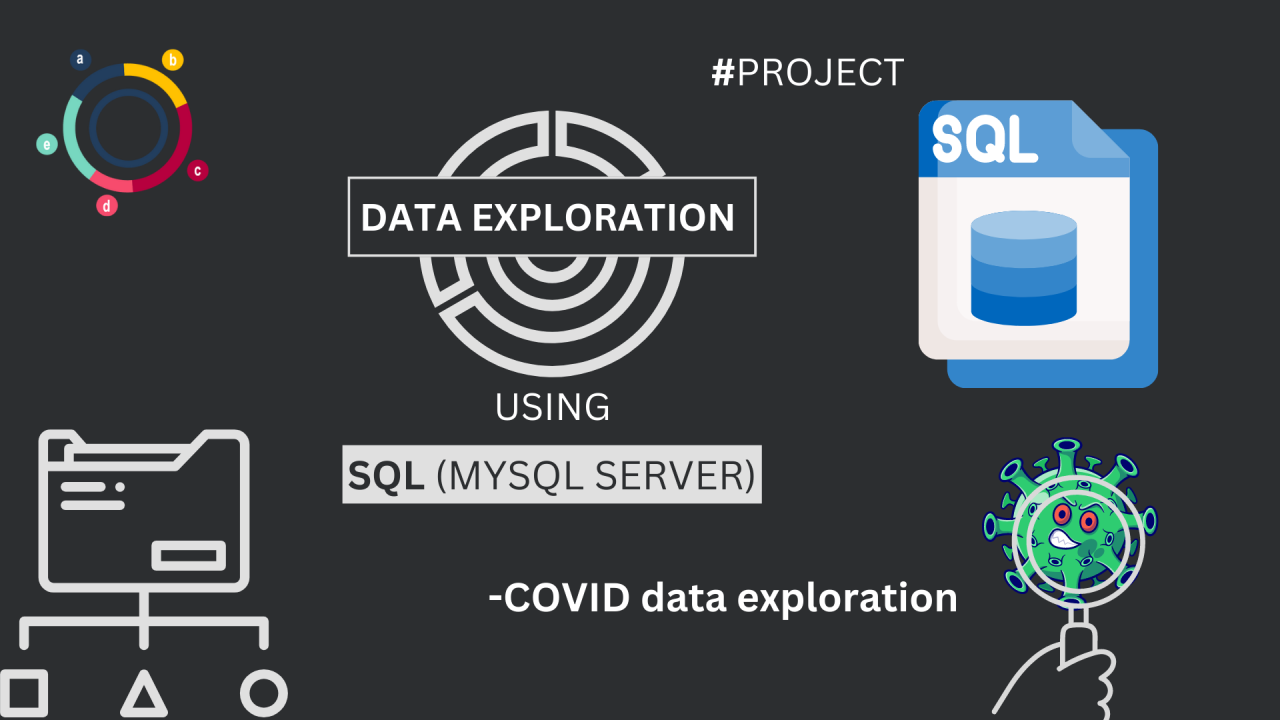 a
b
c
d
e
#PROJECT
SQL
DATA EXPLORATION
USING
SQL (MYSQL SERVER)
-COVID data exploration